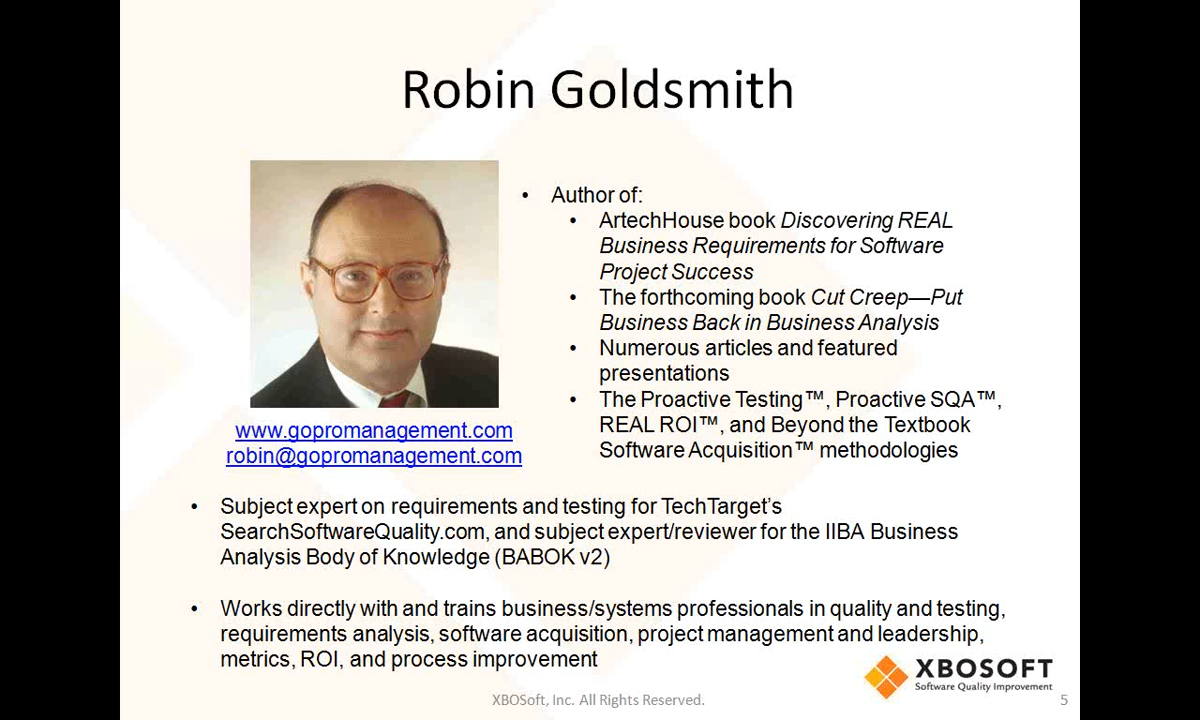 Robin Goldsmith
• Author of:
• ArtechHouse book Discovering REAL
Business Requirements for Software
Project Success
• The forthcoming book Cut Creep—Put
Business Back in Business Analysis
• Numerous articles and featured
presentations
• The Proactive Testing™, Proactive SQA™,
REAL ROI™, and Beyond the Textbook
Software Acquisition™ methodologies
www.gopromanagement.com
robin@gopromanagement.com
• Subject expert on requirements and testing for TechTarget’s
SearchSoftwareQuality.com, and subject expert/reviewer for the IIBA Business
Analysis Body of Knowledge (BABOK v2)
• Works directly with and trains business/systems professionals in quality and testing,
requirements analysis, software acquisition, project management and leadership,
metrics, ROI, and process improvement
XBOSOFT
Software Quality Improvement
XBOSoft, Inc. All Rights Reserved.
5